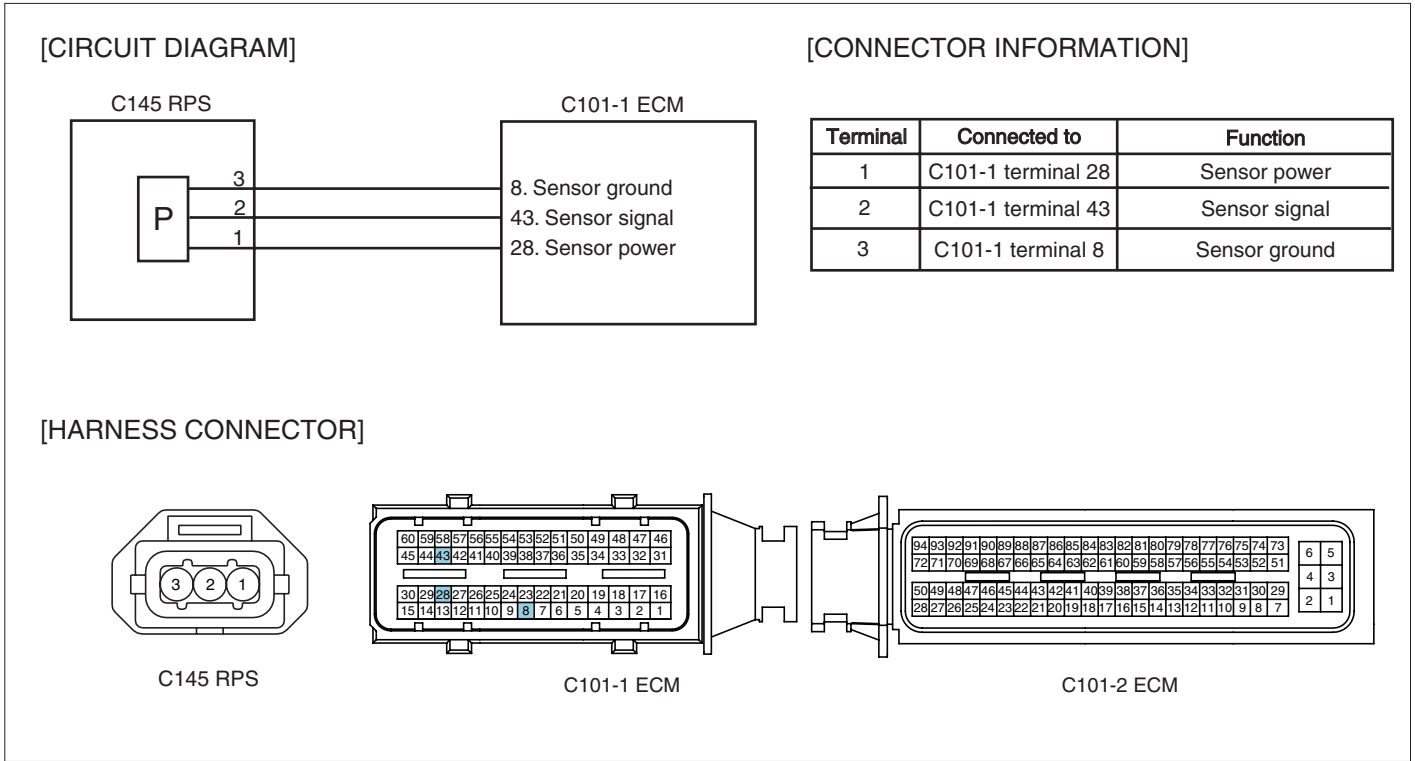 [CIRCUIT DIAGRAM]
C145 RPS
C101-1 ECM
P
3
2
1
8. Sensor ground
43. Sensor signal
28. Sensor power
[CONNECTOR INFORMATION]
Terminal Connected to Function
1 C101-1 terminal 28 Sensor power
2 C101-1 terminal 43 Sensor signal
3 C101-1 terminal 8 Sensor ground
[HARNESS CONNECTOR]
3 2 1
C145 RPS
60 59 58 57 56 55 54 53 52 51 50 49 48 47 46
45 44 43 42 41 40 39 38 37 36 35 34 33 32 31
30 29 28 27 26 25 24 23 22 21 20 19 18 17 16
15 14 13 12 11 10 9 8 7 6 5 4 3 2 1
C101-1 ECM
94 93 92 91 90 89 88 87 86 85 84 83 82 81 80 79 78 77 76 75 74 73
72 71 70 69 68 67 66 65 64 63 62 61 60 59 58 57 56 55 54 53 52 51
50 49 48 47 46 45 44 43 42 41 40 39 38 37 36 35 34 33 32 31 30 29
28 27 26 25 24 23 22 21 20 19 18 17 16 15 14 13 12 11 10 9 8 7
6 5
4 3
2 1
C101-2 ECM